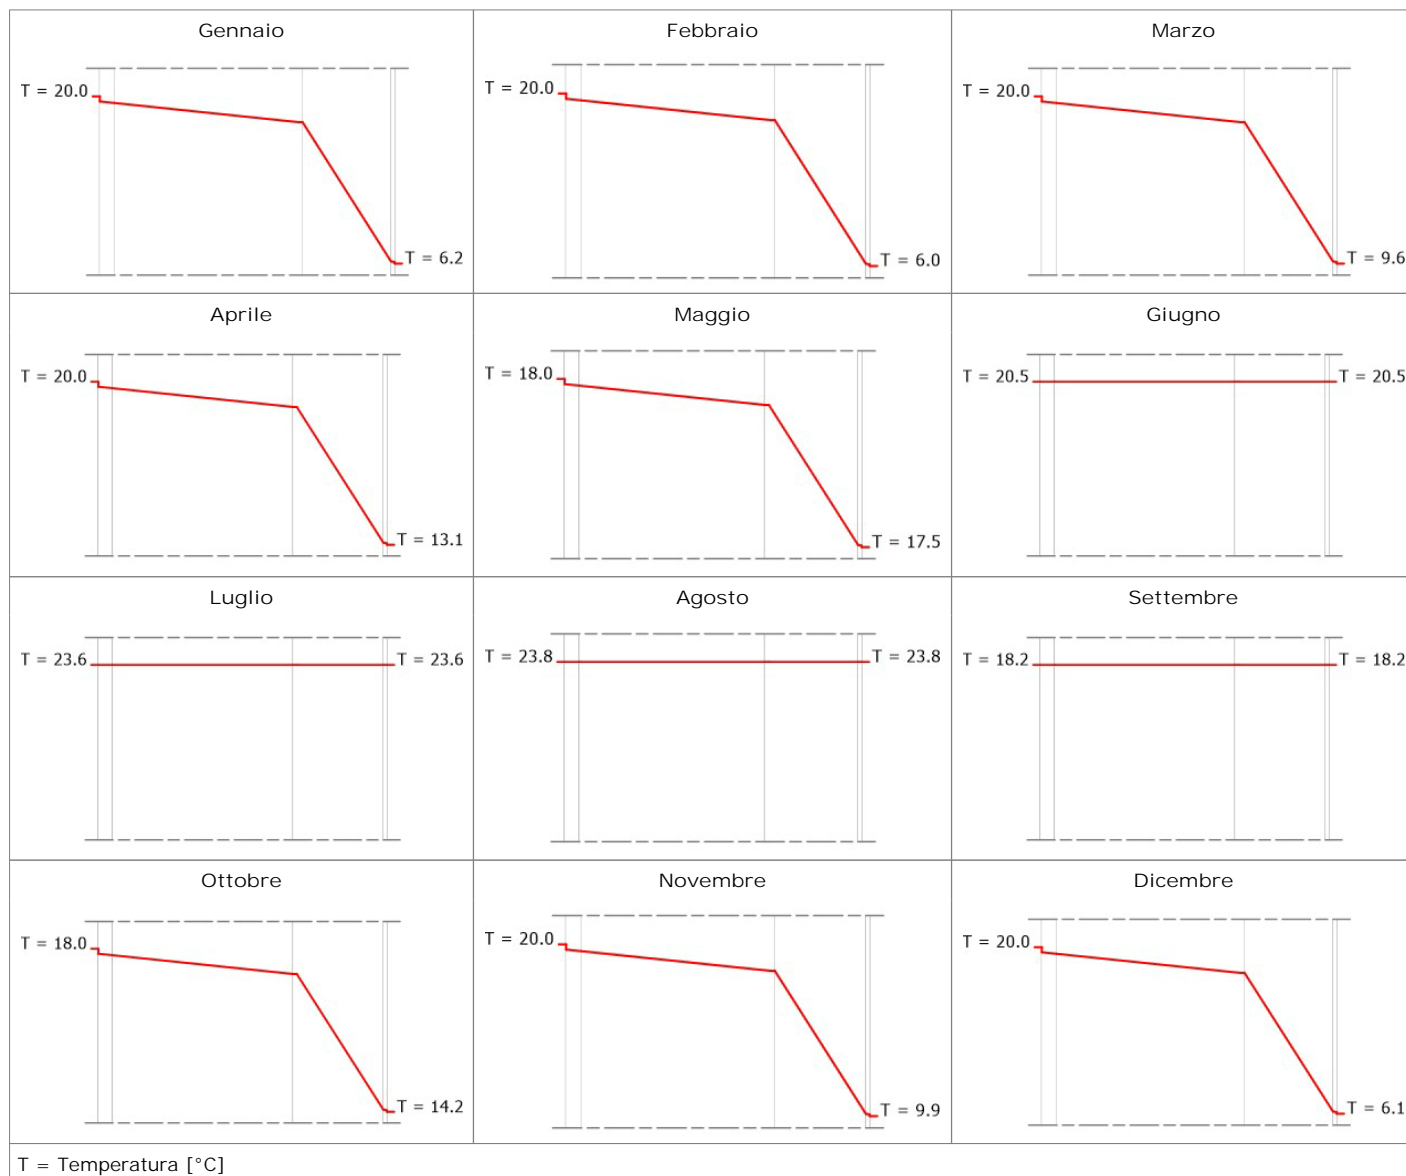 Gennaio
T = 20.0
T = 6.2
Febbraio
T = 20.0
T = 6.0
Marzo
T = 20.0
T = 9.6
Aprile
T = 20.0
T = 13.1
Maggio
T = 18.0
T = 17.5
Giugno
T = 20.5
T = 20.5
Luglio
T = 23.6
T = 23.6
Agosto
T = 23.8
T = 23.8
Settembre
T = 18.2
T = 18.2
Ottobre
T = 18.0
T = 14.2
Novembre
T = 20.0
T = 9.9
Dicembre
T = 20.0
T = 6.1
T = Temperatura [°C]